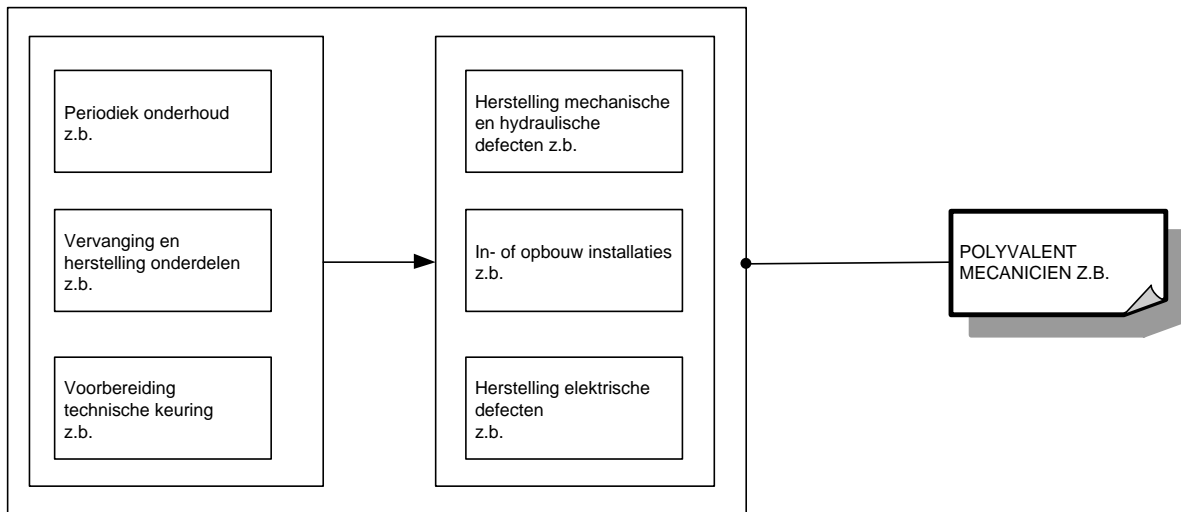 Periodiek onderhoud
z.b.
Vervanging en
herstelling onderdelen
z.b.
Voorbereiding
technische keuring
z.b.
Herstelling mechanische
en hydraulische
defecten z.b.
In- of opbouw installaties
z.b.
Herstelling elektrische
defecten
z.b.
POLYVALENT
MECANICIEN Z.B.